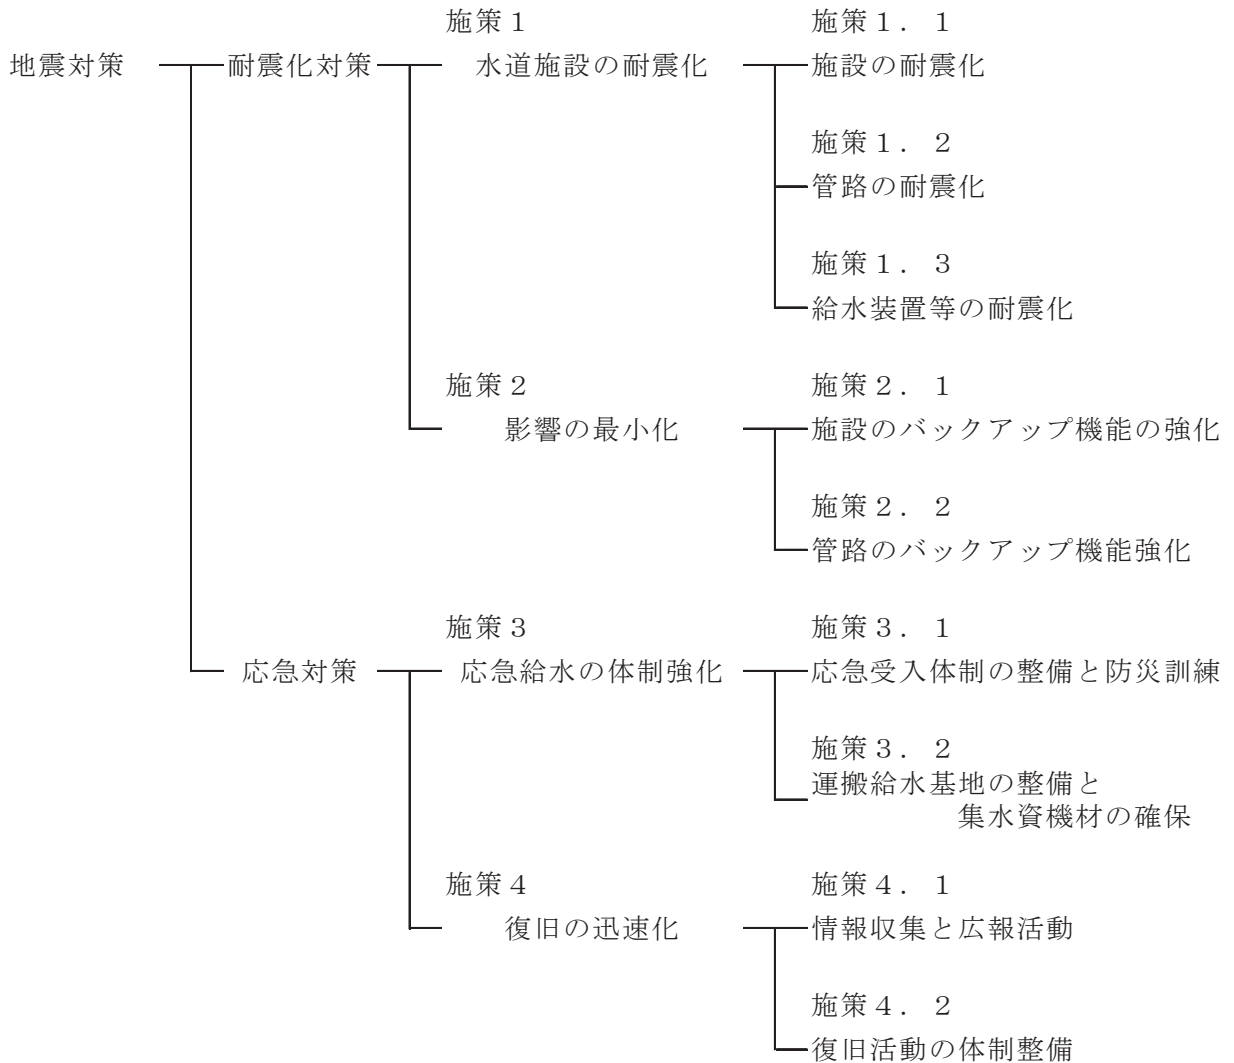 施策１
施策１．１
地震対策
耐震化対策
水道施設の耐震化
施設の耐震化
施策１．２
管路の耐震化
施策１．３
給水装置等の耐震化
施策２
施策２．１
影響の最小化
施設のバックアップ機能の強化
施策２．２
管路のバックアップ機能強化
施策３
施策３．１
応急対策
応急給水の体制強化
応急受入体制の整備と防災訓練
施策３．２
運搬給水基地の整備と
集水資機材の確保
施策４
施策４．１
復旧の迅速化
情報収集と広報活動
施策４．２
復旧活動の体制整備